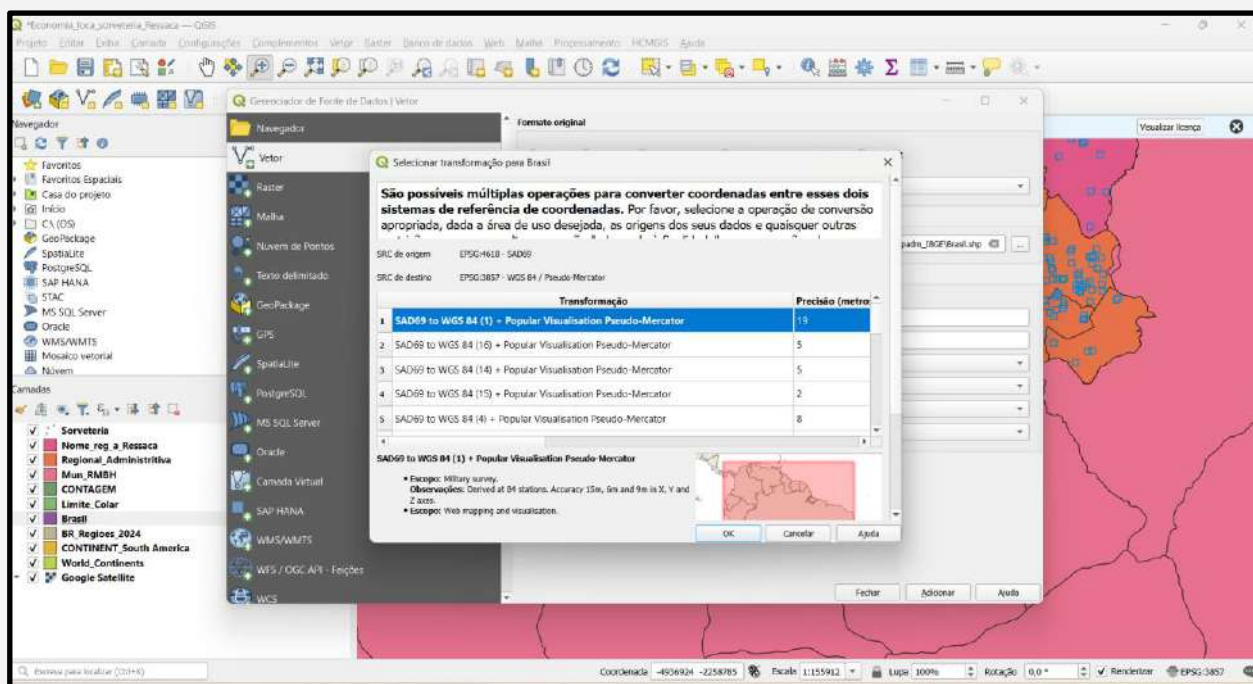 *Economia_loca_sorveteria_Ressaca — QGIS
Projeto Editar Exibir Camada Configurações Complementos Vetor Raster Banco de dados Web Malha Processamento HCMGIS Ajuda
Gerenciador de Fonte de Dados | Vetor
Navegador
Favoritos
Favoritos Espaciais
Casa do projeto
Início
C:\ (OS)
GeoPackage
SpatiaLite
PostgreSQL
SAP HANA
STAC
MS SQL Server
Oracle
WMS/WMTS
Mosaico vetorial
Núvem
Camadas
Sorveteria
Nome_reg_a_Ressaca
Regional_Administritiva
Mun_RMBH
CONTAGEM
Limite_Colar
Brasil
BR_Regioes_2024
CONTINENT_South America
World_Continents
Google Satellite
Navegador
Vetor
Raster
Malha
Nuvem de Pontos
Texto delimitado
GeoPackage
GPS
SpatiaLite
PostgreSQL
MS SQL Server
Oracle
Camada Virtual
SAP HANA
WMS/WMTS
WFS / OGC API - Feições
WCS
Formato original
Visualizar licença
padm_IBGE\Brasil.shp
...
Selecionar transformação para Brasil
São possíveis múltiplas operações para converter coordenadas entre esses dois
sistemas de referência de coordenadas. Por favor, selecione a operação de conversão
apropriada, dada a área de uso desejada, as origens dos seus dados e quaisquer outras
SRC de origem EPSG:4618 - SAD69
SRC de destino EPSG:3857 - WGS 84 / Pseudo-Mercator
Transformação Precisão (metros
1 SAD69 to WGS 84 (1) + Popular Visualisation Pseudo-Mercator 19
2 SAD69 to WGS 84 (16) + Popular Visualisation Pseudo-Mercator 5
3 SAD69 to WGS 84 (14) + Popular Visualisation Pseudo-Mercator 5
4 SAD69 to WGS 84 (15) + Popular Visualisation Pseudo-Mercator 2
5 SAD69 to WGS 84 (4) + Popular Visualisation Pseudo-Mercator 8
SAD69 to WGS 84 (1) + Popular Visualisation Pseudo-Mercator
• Escopo: Military survey.
Observações: Derived at 84 stations. Accuracy 15m, 6m and 9m in X, Y and
Z axes.
• Escopo: Web mapping and visualisation.
OK Cancelar Ajuda
Fechar Adicionar Ajuda
Escreva para localizar (Ctrl+K)
Coordenada -4936924 -2258785 Escala 1:155912 Lupa 100% Rotação 0,0 ° Renderizar EPSG:3857